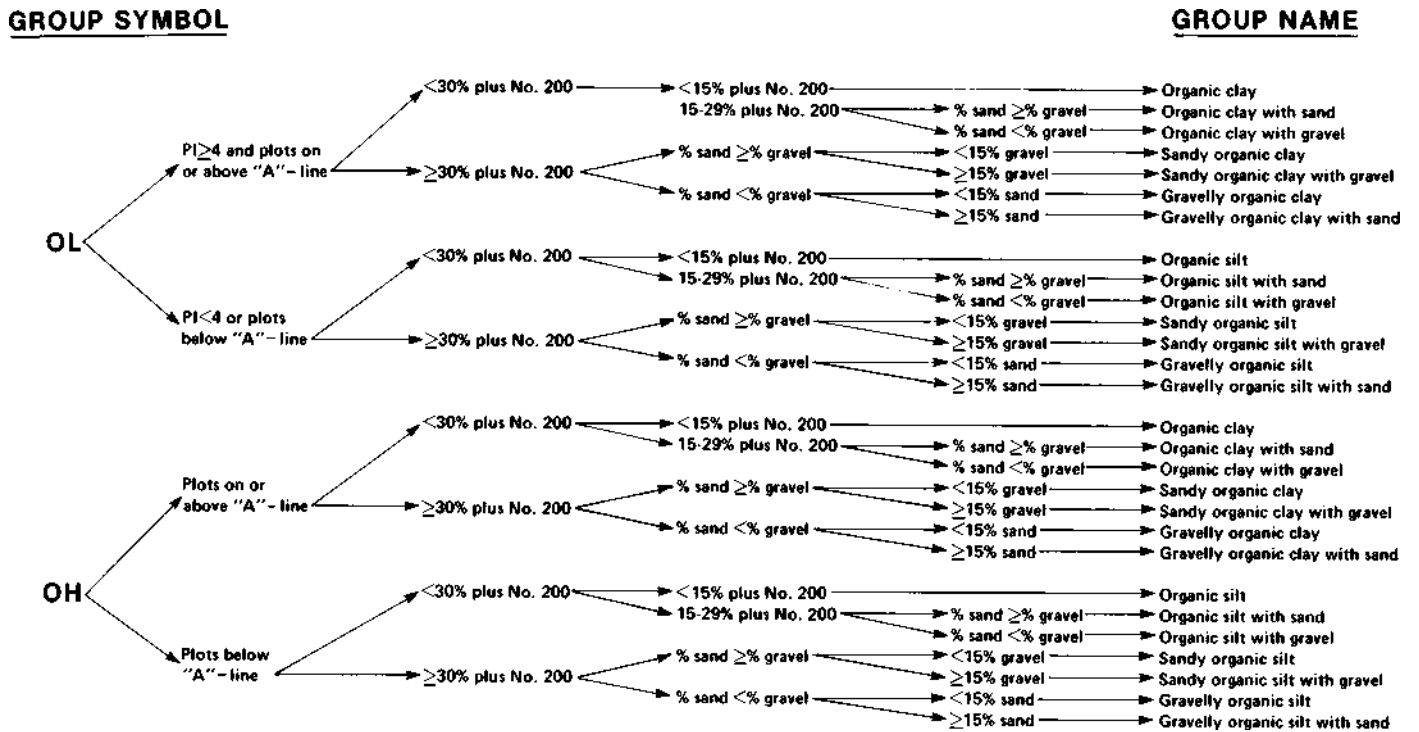 GROUP SYMBOL GROUP NAME
<30% plus No. 200 <15% plus No. 200 Organic clay
15-29% plus No. 200 % sand ≥% gravel Organic clay with sand
% sand <% gravel Organic clay with gravel
PI≥4 and plots on % sand ≥% gravel <15% gravel Sandy organic clay
or above "A"-line ≥30% plus No. 200 ≥15% gravel Sandy organic clay with gravel
% sand <% gravel <15% sand Gravelly organic clay
≥15% sand Gravelly organic clay with sand
OL
<30% plus No. 200 <15% plus No. 200 Organic silt
15-29% plus No. 200 % sand ≥% gravel Organic silt with sand
% sand <% gravel Organic silt with gravel
PI<4 or plots % sand ≥% gravel <15% gravel Sandy organic silt
below "A"-line ≥30% plus No. 200 ≥15% gravel Sandy organic silt with gravel
% sand <% gravel <15% sand Gravelly organic silt
≥15% sand Gravelly organic silt with sand
<30% plus No. 200 <15% plus No. 200 Organic clay
15-29% plus No. 200 % sand ≥% gravel Organic clay with sand
% sand <% gravel Organic clay with gravel
Plots on or % sand ≥% gravel <15% gravel Sandy organic clay
above "A"-line ≥30% plus No. 200 ≥15% gravel Sandy organic clay with gravel
% sand <% gravel <15% sand Gravelly organic clay
≥15% sand Gravelly organic clay with sand
OH
<30% plus No. 200 <15% plus No. 200 Organic silt
15-29% plus No. 200 % sand ≥% gravel Organic silt with sand
% sand <% gravel Organic silt with gravel
Plots below % sand ≥% gravel <15% gravel Sandy organic silt
"A"-line ≥30% plus No. 200 ≥15% gravel Sandy organic silt with gravel
% sand <% gravel <15% sand Gravelly organic silt
≥15% sand Gravelly organic silt with sand